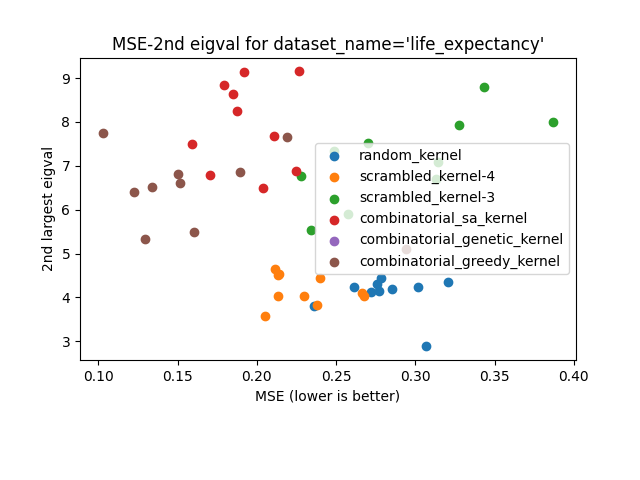 MSE-2nd eigval for dataset_name='life_expectancy'
2nd largest eigval
9
8
7
6
5
4
3
random_kernel
scrambled_kernel-4
scrambled_kernel-3
combinatorial_sa_kernel
combinatorial_genetic_kernel
combinatorial_greedy_kernel
0.10 0.15 0.20 0.25 0.30 0.35 0.40
MSE (lower is better)